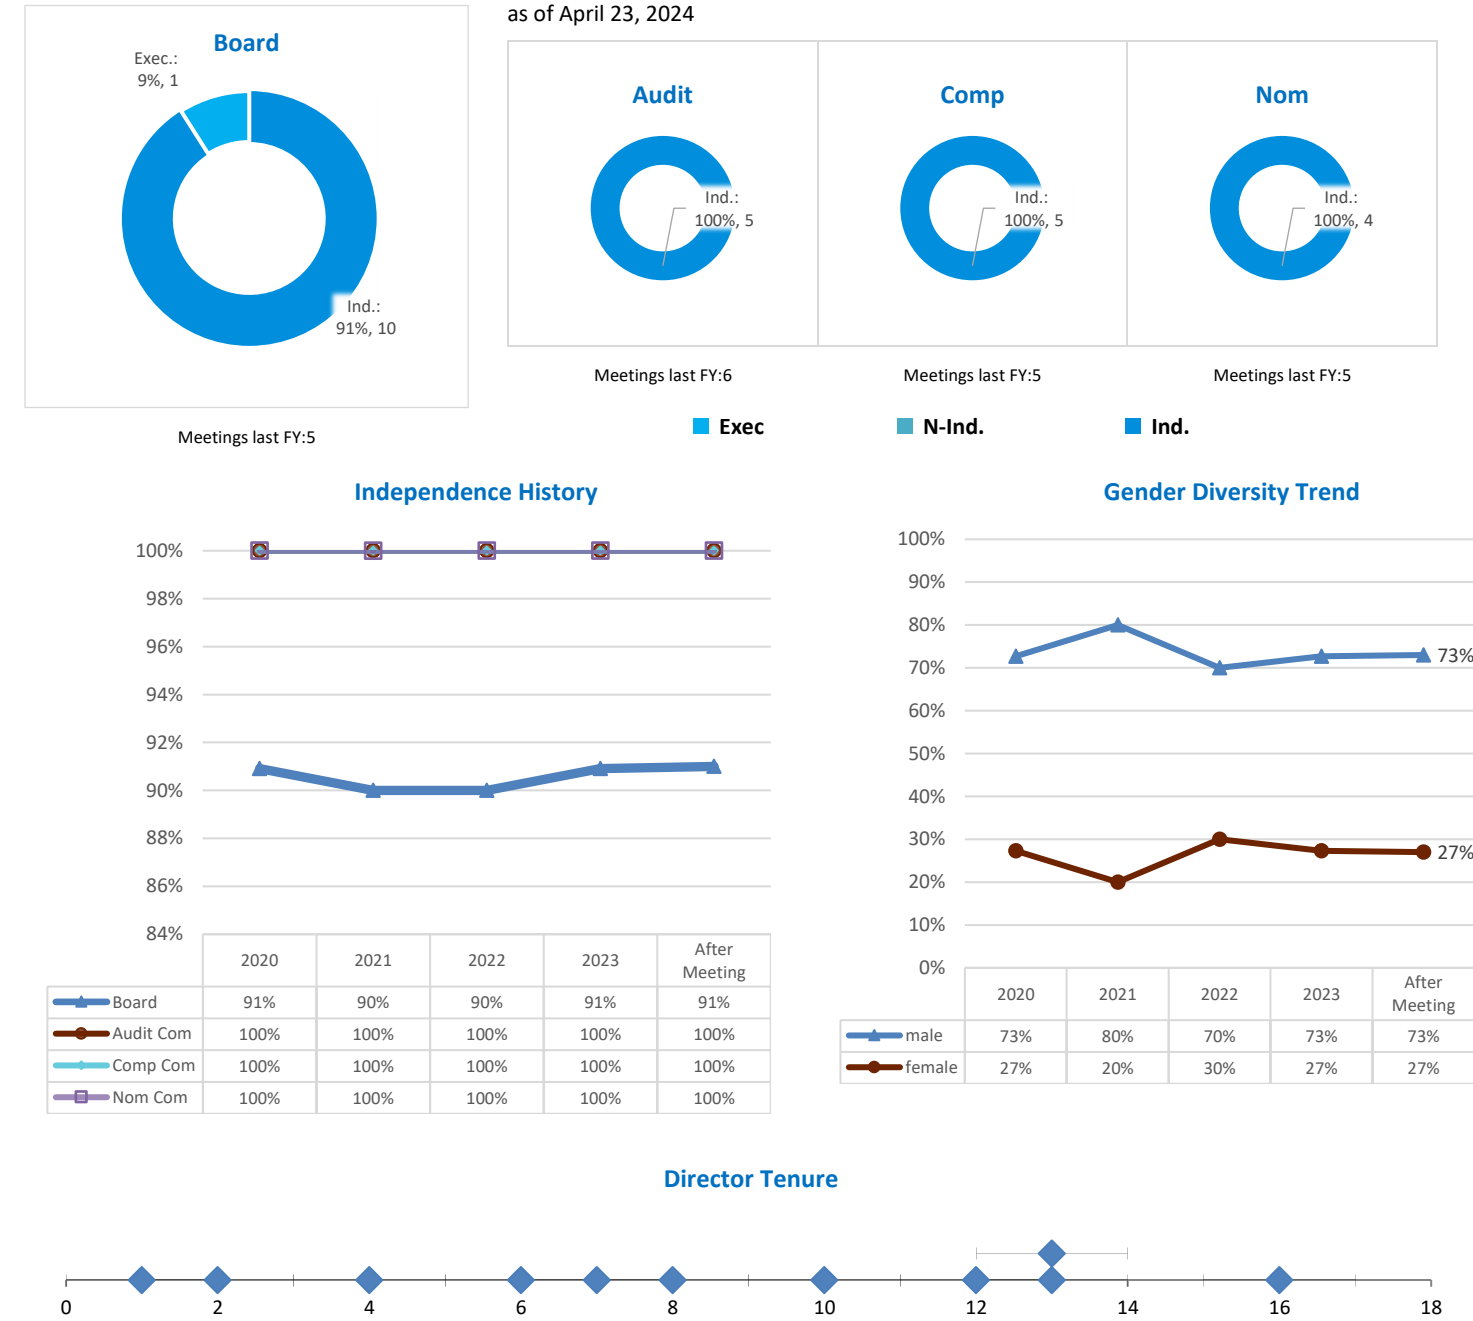 as of April 23, 2024
Board
Exec.:
9%, 1
Ind.:
91%, 10
Meetings last FY:5
Audit
Ind.:
100%, 5
Meetings last FY:6
Comp
Ind.:
100%, 5
Meetings last FY:5
Nom
Ind.:
100%, 4
Meetings last FY:5
Exec N-Ind. Ind.
Independence History
100%
98%
96%
94%
92%
90%
88%
86%
84%
2020 2021 2022 2023 After Meeting
Board 91% 90% 90% 91% 91%
Audit Com 100% 100% 100% 100% 100%
Comp Com 100% 100% 100% 100% 100%
Nom Com 100% 100% 100% 100% 100%
Gender Diversity Trend
100%
90%
80%
70%
60%
50%
40%
30%
20%
10%
0%
73%
27%
2020 2021 2022 2023 After Meeting
male 73% 80% 70% 73% 73%
female 27% 20% 30% 27% 27%
Director Tenure
0 2 4 6 8 10 12 14 16 18